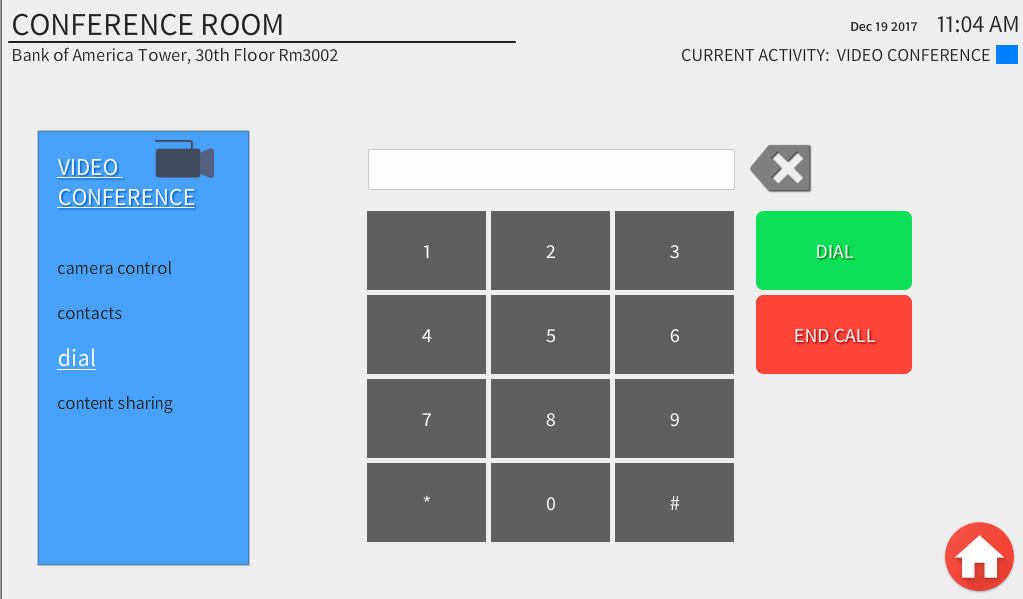 CONFERENCE ROOM
Dec 19 2017 11:04 AM
Bank of America Tower, 30th Floor Rm3002
CURRENT ACTIVITY: VIDEO CONFERENCE
VIDEO
CONFERENCE
camera control
contacts
dial
content sharing
1 2 3
DIAL
4 5 6
END CALL
7 8 9
* 0 #